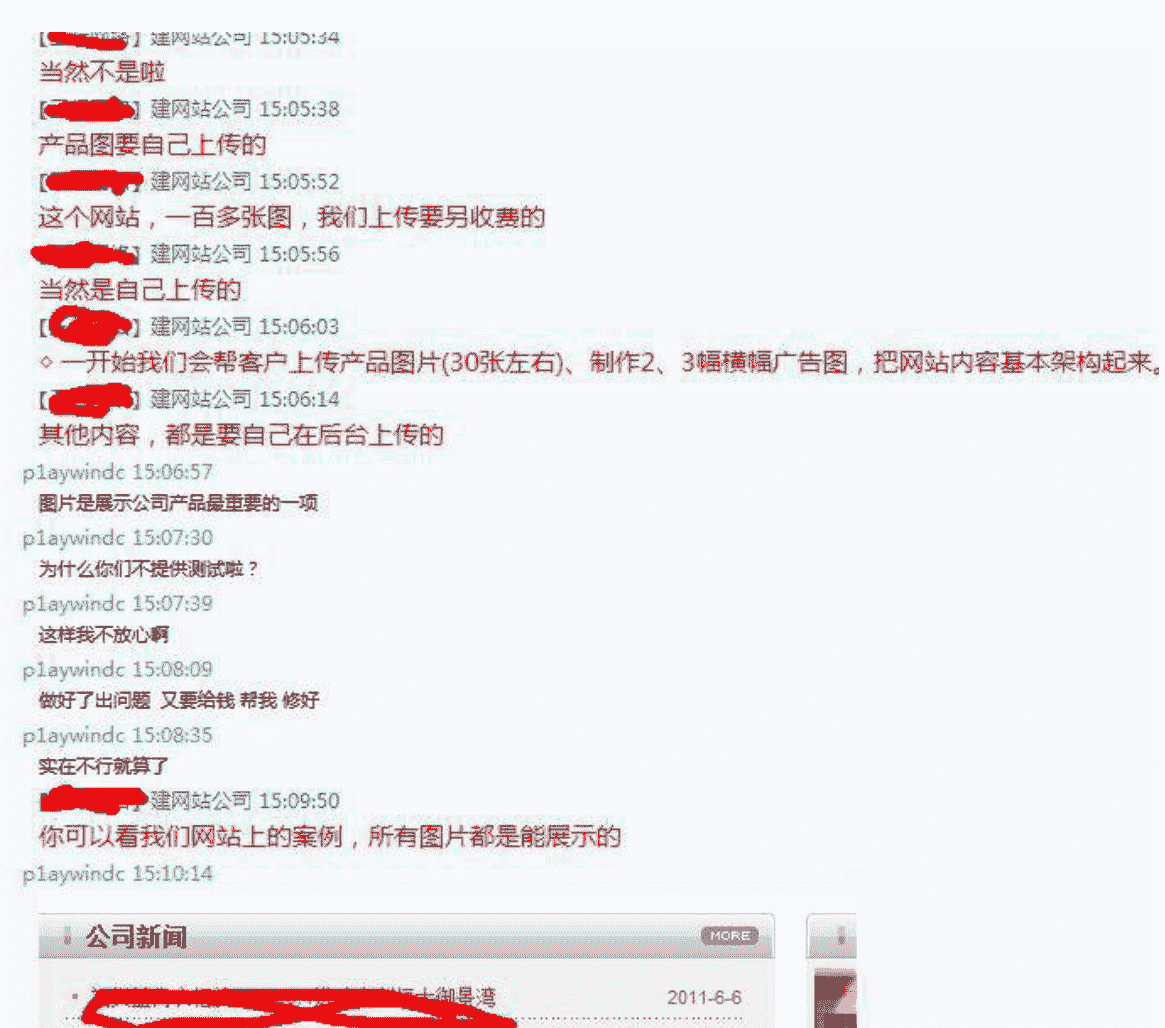 【】建网站公司 15:05:34
当然不是啦
【】建网站公司 15:05:38
产品图要自己上传的
【】建网站公司 15:05:52
这个网站，一百多张图，我们上传要另收费的
】建网站公司 15:05:56
当然是自己上传的
【】建网站公司 15:06:03
◇ 一开始我们会帮客户上传产品图片(30张左右)、制作2、3幅横幅广告图，把网站内容基本架构起来。
【】建网站公司 15:06:14
其他内容，都是要自己在后台上传的
p1aywindc 15:06:57
图片是展示公司产品最重要的一项
p1aywindc 15:07:30
为什么你们不提供测试啦？
p1aywindc 15:07:39
这样我不放心啊
p1aywindc 15:08:09
做好了出问题 又要给钱 帮我 修好
p1aywindc 15:08:35
实在不行就算了
】建网站公司 15:09:50
你可以看我们网站上的案例，所有图片都是能展示的
p1aywindc 15:10:14
公司新闻 MORE
御景湾 2011-6-6